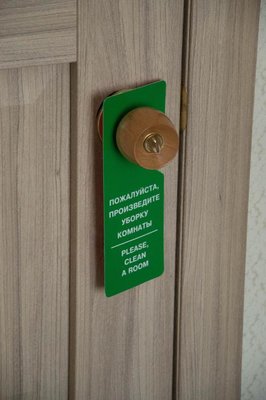 ПОЖАЛУЙСТА,
ПРОИЗВЕДИТЕ
УБОРКУ
КОМНАТЫ
PLEASE,
CLEAN
A ROOM